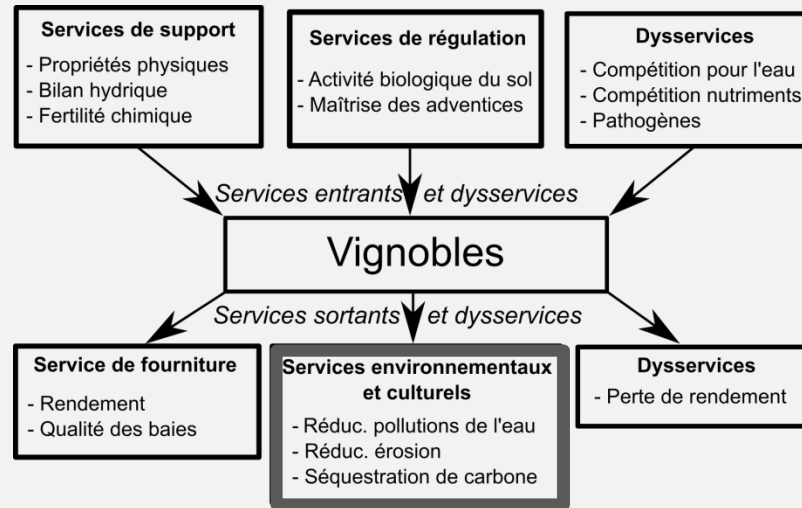 Services de support
- Propriétés physiques
- Bilan hydrique
- Fertilité chimique
Services de régulation
- Activité biologique du sol
- Maîtrise des adventices
Dysservices
- Compétition pour l'eau
- Compétition nutriments
- Pathogènes
Services entrants et dysservices
Vignobles
Services sortants et dysservices
Service de fourniture
- Rendement
- Qualité des baies
Services environnementaux
et culturels
- Réduc. pollutions de l'eau
- Réduc. érosion
- Séquestration de carbone
Dysservices
- Perte de rendement